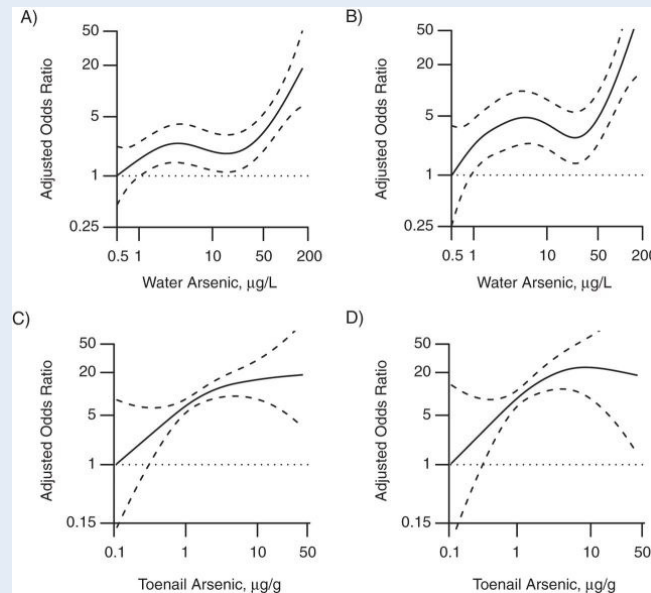 A)
50
20
5
1
0.25
Adjusted Odds Ratio
0.5 1 10 50 200
Water Arsenic, μg/L
B)
50
20
5
1
0.25
Adjusted Odds Ratio
0.5 1 10 50 200
Water Arsenic, μg/L
C)
50
20
5
1
0.15
Adjusted Odds Ratio
0.1 1 10 50
Toenail Arsenic, μg/g
D)
50
20
5
1
0.15
Adjusted Odds Ratio
0.1 1 10 50
Toenail Arsenic, μg/g